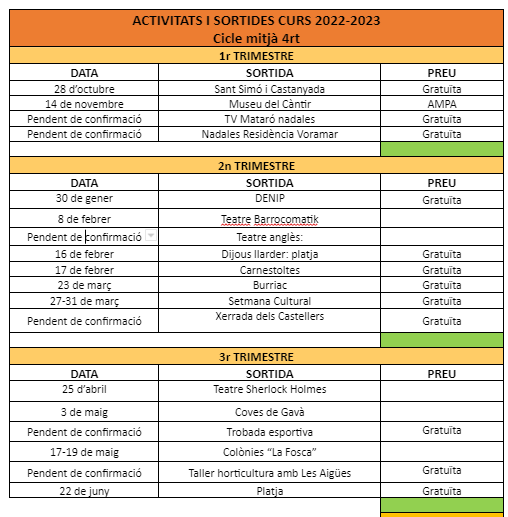 ACTIVITATS I SORTIDES CURS 2022-2023
Cicle mitjà 4rt
1r TRIMESTRE
DATA SORTIDA PREU
28 d'octubre Sant Simó i Castanyada Gratuïta
14 de novembre Museu del Càntir AMPA
Pendent de confirmació TV Mataró nadales Gratuïta
Pendent de confirmació Nadales Residència Voramar Gratuïta
2n TRIMESTRE
DATA SORTIDA PREU
30 de gener DENIP Gratuïta
8 de febrer Teatre Barrocomatik
Pendent de confirmació Teatre anglès:
16 de febrer Dijous llarder: platja Gratuïta
17 de febrer Carnestoltes Gratuïta
23 de març Burriac Gratuïta
27-31 de març Setmana Cultural Gratuïta
Pendent de confirmació Xerrada dels Castellers Gratuïta
3r TRIMESTRE
DATA SORTIDA PREU
25 d'abril Teatre Sherlock Holmes
3 de maig Coves de Gavà
Pendent de confirmació Trobada esportiva Gratuïta
17-19 de maig Colònies "La Fosca"
Pendent de confirmació Taller horticultura amb Les Aigües Gratuïta
22 de juny Platja Gratuïta